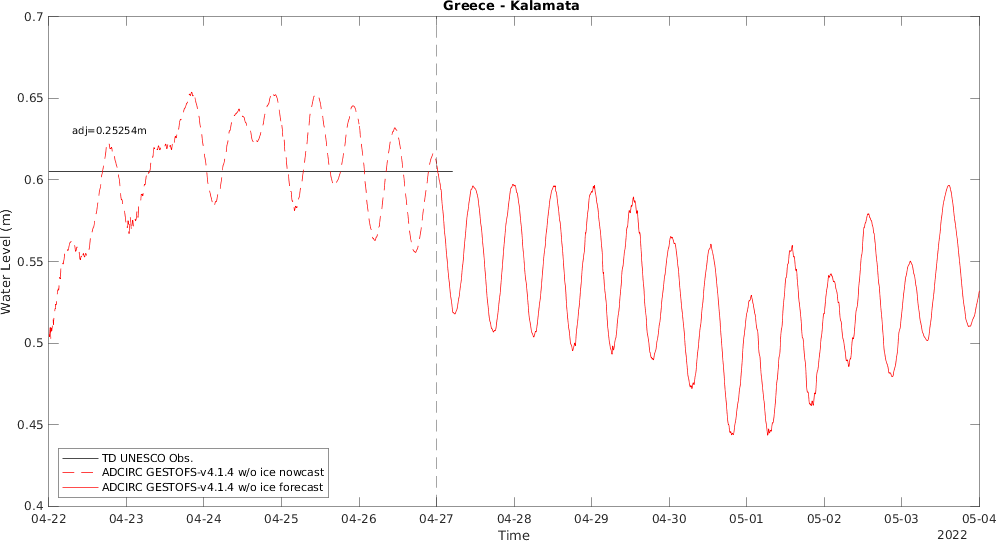 Greece - Kalamata
0.7
0.65
0.6
0.55
0.5
0.45
0.4
Water Level (m)
adj=0.25254m
TD UNESCO Obs.
ADCIRC GESTOFS-v4.1.4 w/o ice nowcast
ADCIRC GESTOFS-v4.1.4 w/o ice forecast
04-22 04-23 04-24 04-25 04-26 04-27 04-28 04-29 04-30 05-01 05-02 05-03 05-04
Time
2022